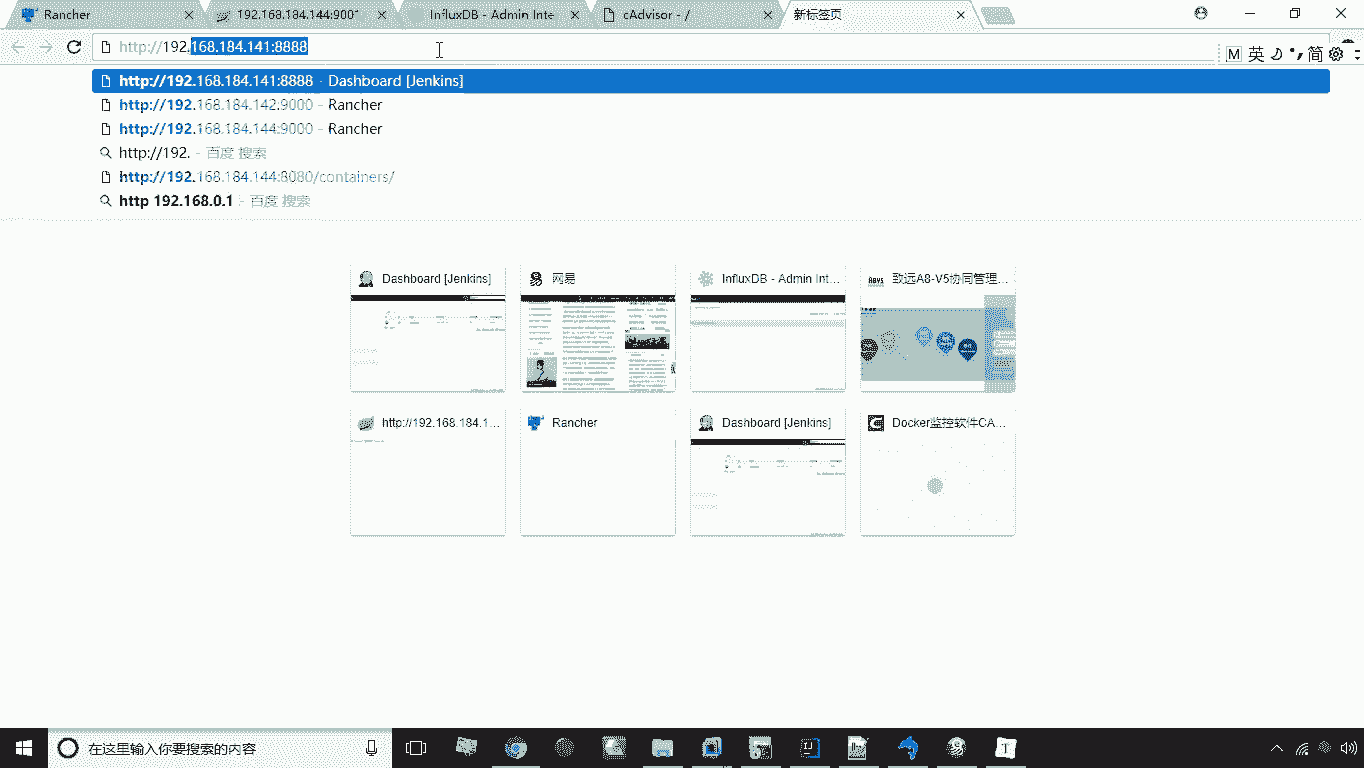 Rancher
192.168.184.144:900
InfluxDB - Admin Inte
cAdvisor - /
新标签页
http://192.168.184.141:8888
M 英 简
http://192.168.184.141:8888 - Dashboard [Jenkins]
http://192.168.184.142:9000 - Rancher
http://192.168.184.144:9000 - Rancher
http://192. - 百度 搜索
http://192.168.184.144:8080/containers/
http 192.168.0.1 - 百度 搜索
Dashboard [Jenkins]
网易
InfluxDB - Admin Int...
致远A8-V5协同管理...
http://192.168.184.1...
Rancher
Dashboard [Jenkins]
Docker监控软件CA...
在这里输入你要搜索的内容